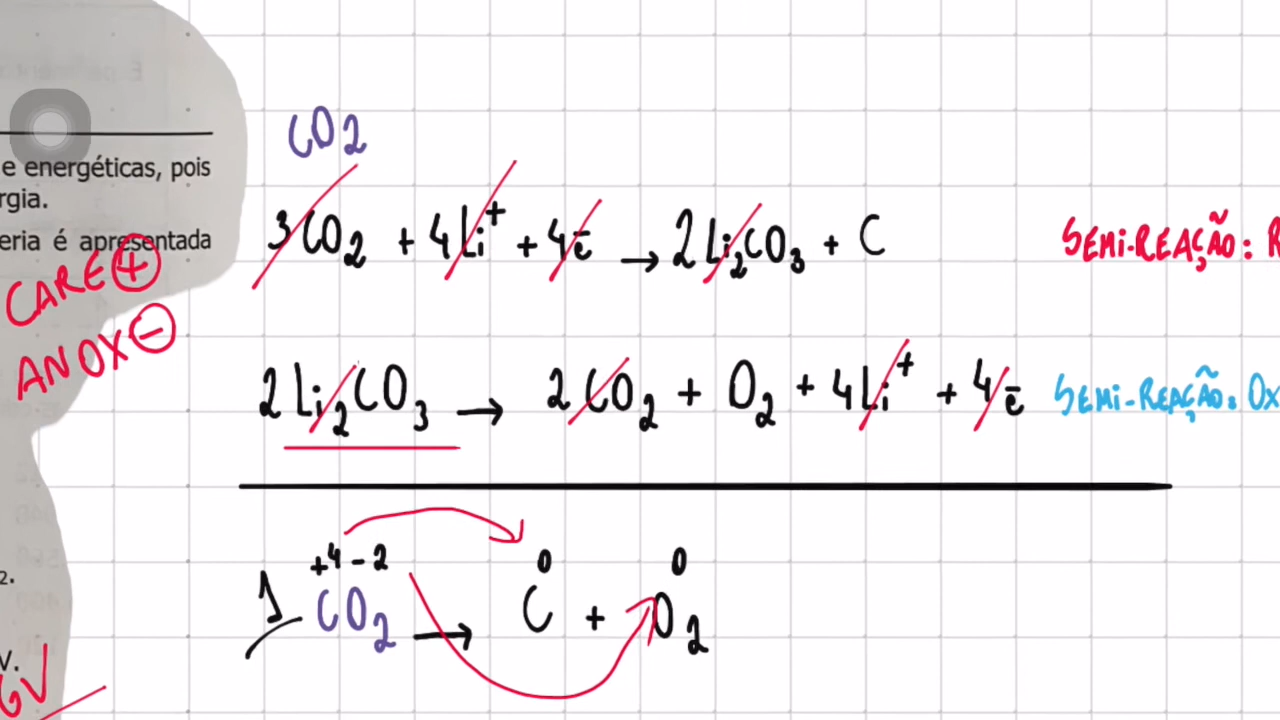 e energéticas, pois
rgia.
eria é apresentada
CARE +
ANOX -
2.
V.
CO2
3CO2 + 4Li+ + 4e- → 2Li2CO3 + C
SEMI-REAÇÃO: R
2Li2CO3 → 2CO2 + O2 + 4Li+ + 4e-
SEMI-REAÇÃO: Ox
+4 -2 0 0
1 CO2 → C + O2